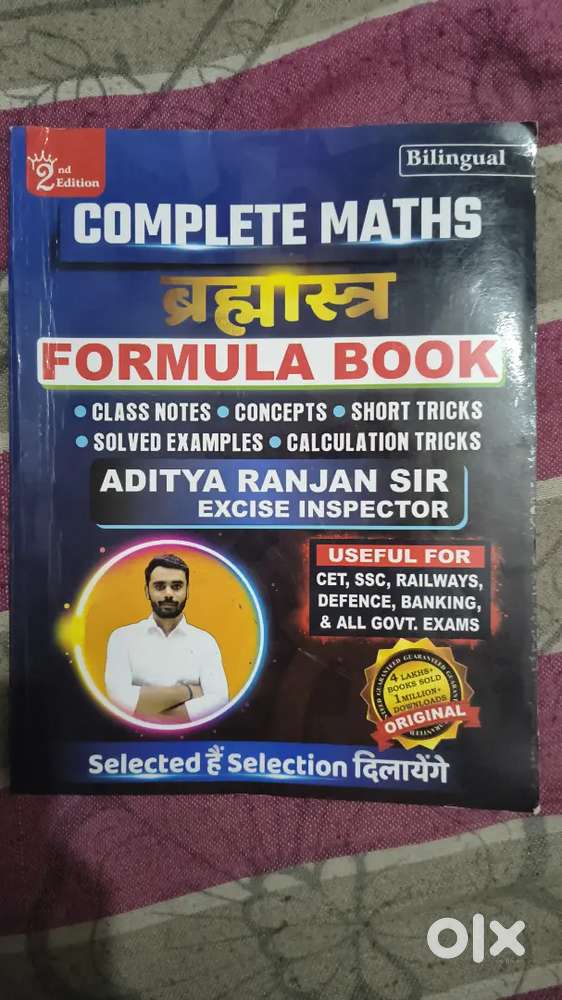 2nd Edition
Bilingual
COMPLETE MATHS
ब्रह्मास्त्र
FORMULA BOOK
• CLASS NOTES • CONCEPTS • SHORT TRICKS
• SOLVED EXAMPLES • CALCULATION TRICKS
ADITYA RANJAN SIR
EXCISE INSPECTOR
USEFUL FOR
CET, SSC, RAILWAYS,
DEFENCE, BANKING,
& ALL GOVT. EXAMS
GUARANTEED GUARANTEED
4 LAKHS+
BOOKS SOLD
1 MILLION+
DOWNLOADS
ORIGINAL
Selected हैं Selection दिलायेंगे
olx